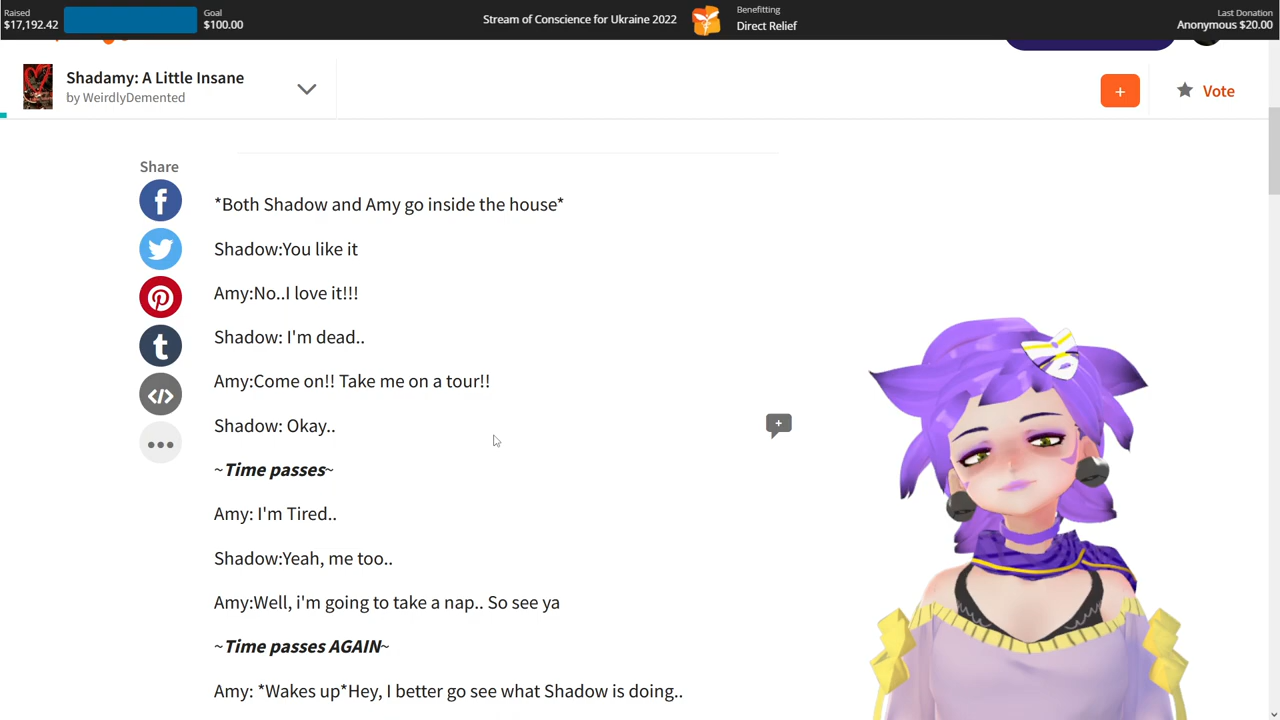 Raised
$17,192.42
Goal
$100.00
Stream of Conscience for Ukraine 2022
Benefitting
Direct Relief
Last Donation
Anonymous $20.00
Shadamy: A Little Insane
by WeirdlyDemented
+
Vote
Share
*Both Shadow and Amy go inside the house*
Shadow:You like it
Amy:No..I love it!!!
Shadow: I'm dead..
Amy:Come on!! Take me on a tour!!
Shadow: Okay..
~Time passes~
Amy: I'm Tired..
Shadow:Yeah, me too..
Amy:Well, i'm going to take a nap.. So see ya
~Time passes AGAIN~
Amy: *Wakes up*Hey, I better go see what Shadow is doing..